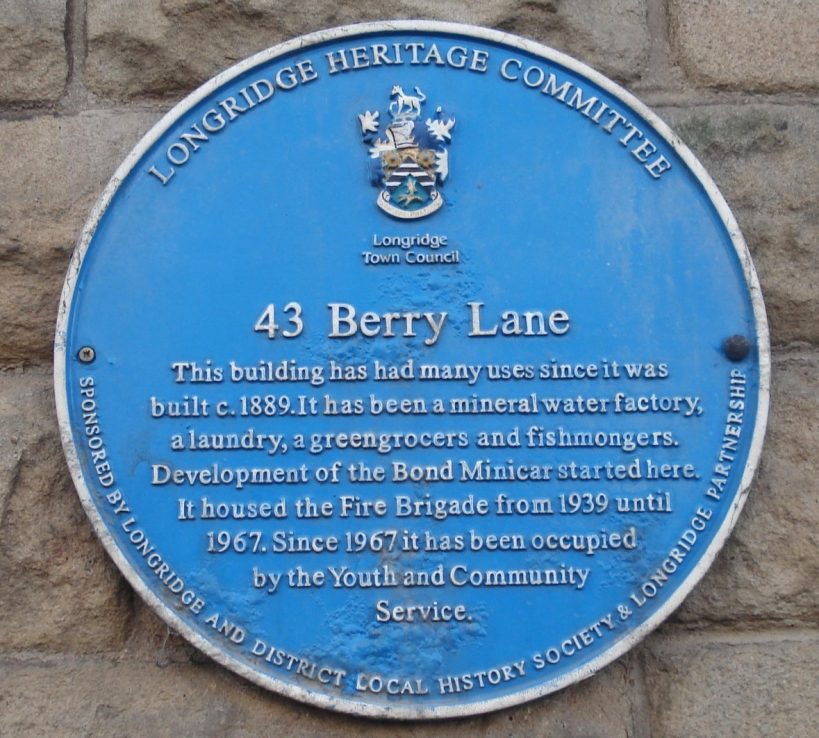 LONGRIDGE HERITAGE COMMITTEE
Longridge
Town Council
43 Berry Lane
This building has had many uses since it was
built c.1889.It has been a mineral water factory,
a laundry, a greengrocers and fishmongers.
Development of the Bond Minicar started here.
It housed the Fire Brigade from 1939 until
1967. Since 1967 it has been occupied
by the Youth and Community
Service.
SPONSORED BY LONGRIDGE AND DISTRICT LOCAL HISTORY SOCIETY & LONGRIDGE PARTNERSHIP